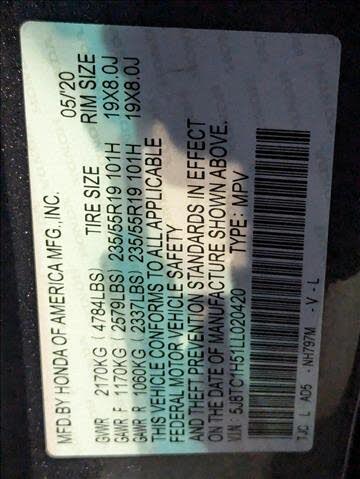 MFD.BY HONDA OF AMERICA MFG.,INC. 05/'20
TIRE SIZE RIM SIZE
GVWR 2170KG (4784LBS)
GAWR F 1170KG (2579LBS) 235/55R19 101H 19X8.0J
GAWR R 1060KG (2337LBS) 235/55R19 101H 19X8.0J
THIS VEHICLE CONFORMS TO ALL APPLICABLE
FEDERAL MOTOR VEHICLE SAFETY
AND THEFT PREVENTION STANDARDS IN EFFECT
ON THE DATE OF MANUFACTURE SHOWN ABOVE.
V.I.N: 5J8TC1H51LL020420 TYPE: MPV
TJC L AD5 - NH797M - V - L